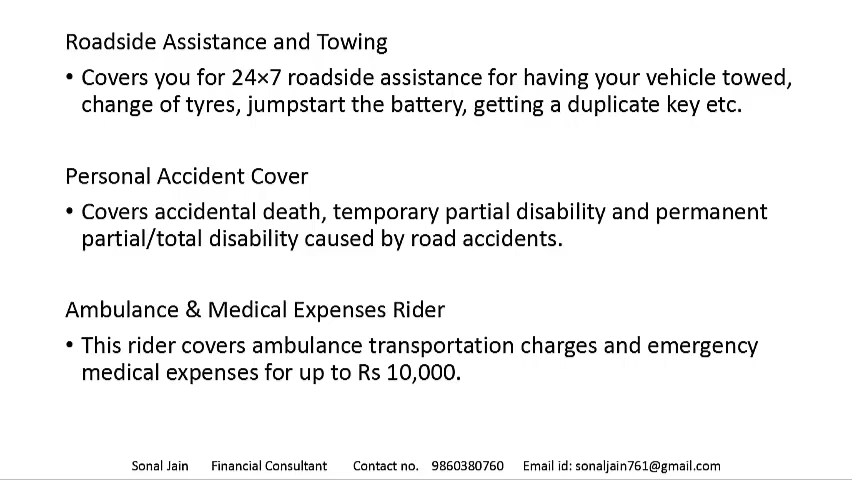 Roadside Assistance and Towing
• Covers you for 24×7 roadside assistance for having your vehicle towed,
change of tyres, jumpstart the battery, getting a duplicate key etc.
Personal Accident Cover
• Covers accidental death, temporary partial disability and permanent
partial/total disability caused by road accidents.
Ambulance & Medical Expenses Rider
• This rider covers ambulance transportation charges and emergency
medical expenses for up to Rs 10,000.
Sonal Jain Financial Consultant Contact no. 9860380760 Email id: sonaljain761@gmail.com